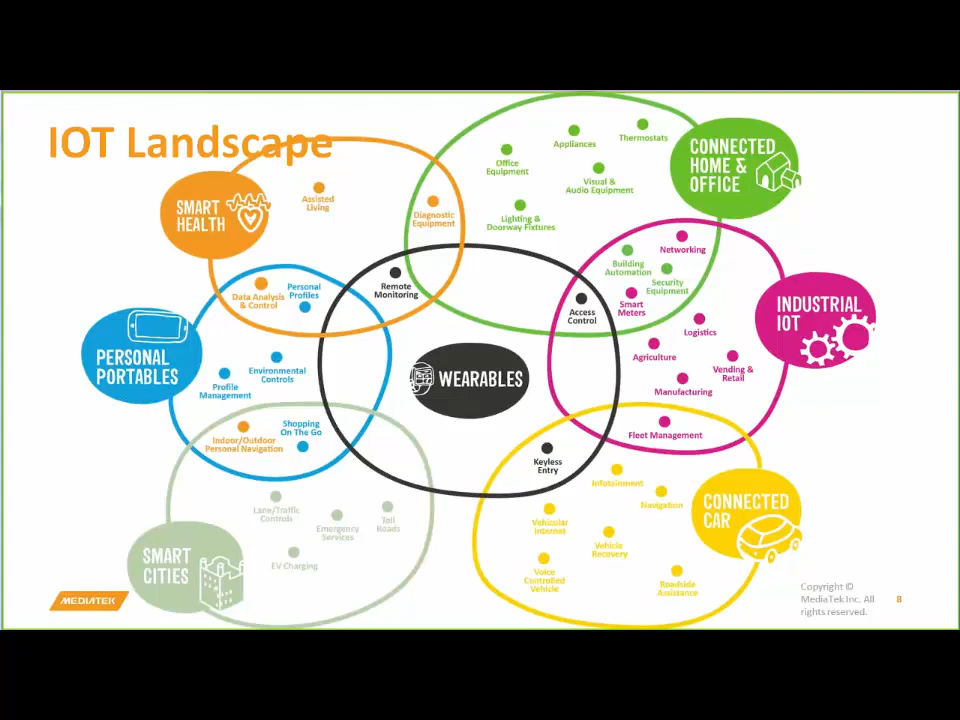 IOT Landscape
SMART
HEALTH
Assisted
Living
Diagnostic
Equipment
Office
Equipment
Appliances
Thermostats
Visual &
Audio Equipment
Lighting &
Doorway Fixtures
CONNECTED
HOME &
OFFICE
Networking
Building
Automation
Security
Equipment
Smart
Meters
Access
Control
Remote
Monitoring
Data Analysis
& Control
Personal
Profiles
PERSONAL
PORTABLES
Environmental
Controls
Profile
Management
Shopping
On The Go
Indoor/Outdoor
Personal Navigation
WEARABLES
INDUSTRIAL
IOT
Logistics
Agriculture
Vending &
Retail
Manufacturing
Fleet Management
Keyless
Entry
Infotainment
Navigation
Vehicular
Internet
Vehicle
Recovery
Voice
Controlled
Vehicle
Roadside
Assistance
CONNECTED
CAR
Lane/Traffic
Controls
Emergency
Services
Toll
Roads
EV Charging
SMART
CITIES
MEDIATEK
Copyright ©
MediaTek Inc. All
rights reserved.
8